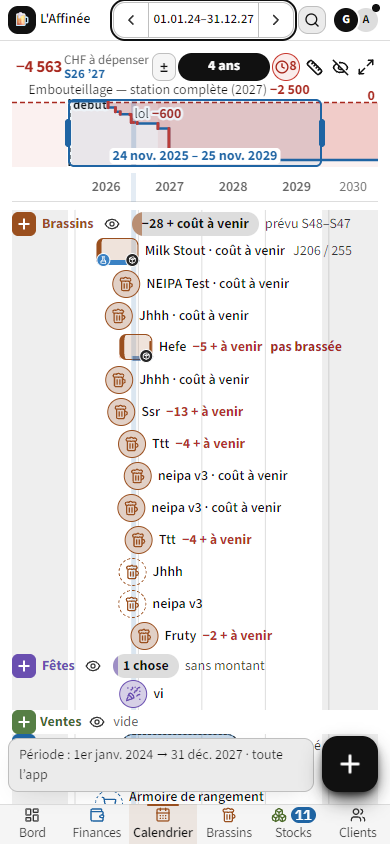 L'Affinée
01.01.24–31.12.27
G
A
−4 563
CHF à dépenser
S26 ’27
±
4 ans
8
Embouteillage — station complète (2027) −2 500
0
début
lol −600
24 nov. 2025 – 25 nov. 2029
2026
2027
2028
2029
2030
Brassins
−28 + coût à venir
prévu S48–S47
Milk Stout · coût à venir J206 / 255
NEIPA Test · coût à venir
Jhhh · coût à venir
Hefe −5 + à venir pas brassée
Jhhh · coût à venir
Ssr −13 + à venir
Ttt −4 + à venir
neipa v3 · coût à venir
neipa v3 · coût à venir
Ttt −4 + à venir
Jhhh
neipa v3
Fruty −2 + à venir
Fêtes
1 chose
sans montant
vi
Ventes
vide
Période : 1er janv. 2024 → 31 déc. 2027 · toute
l’app
Armoire de rangement
Bord
Finances
Calendrier
Brassins
Stocks
11
Clients